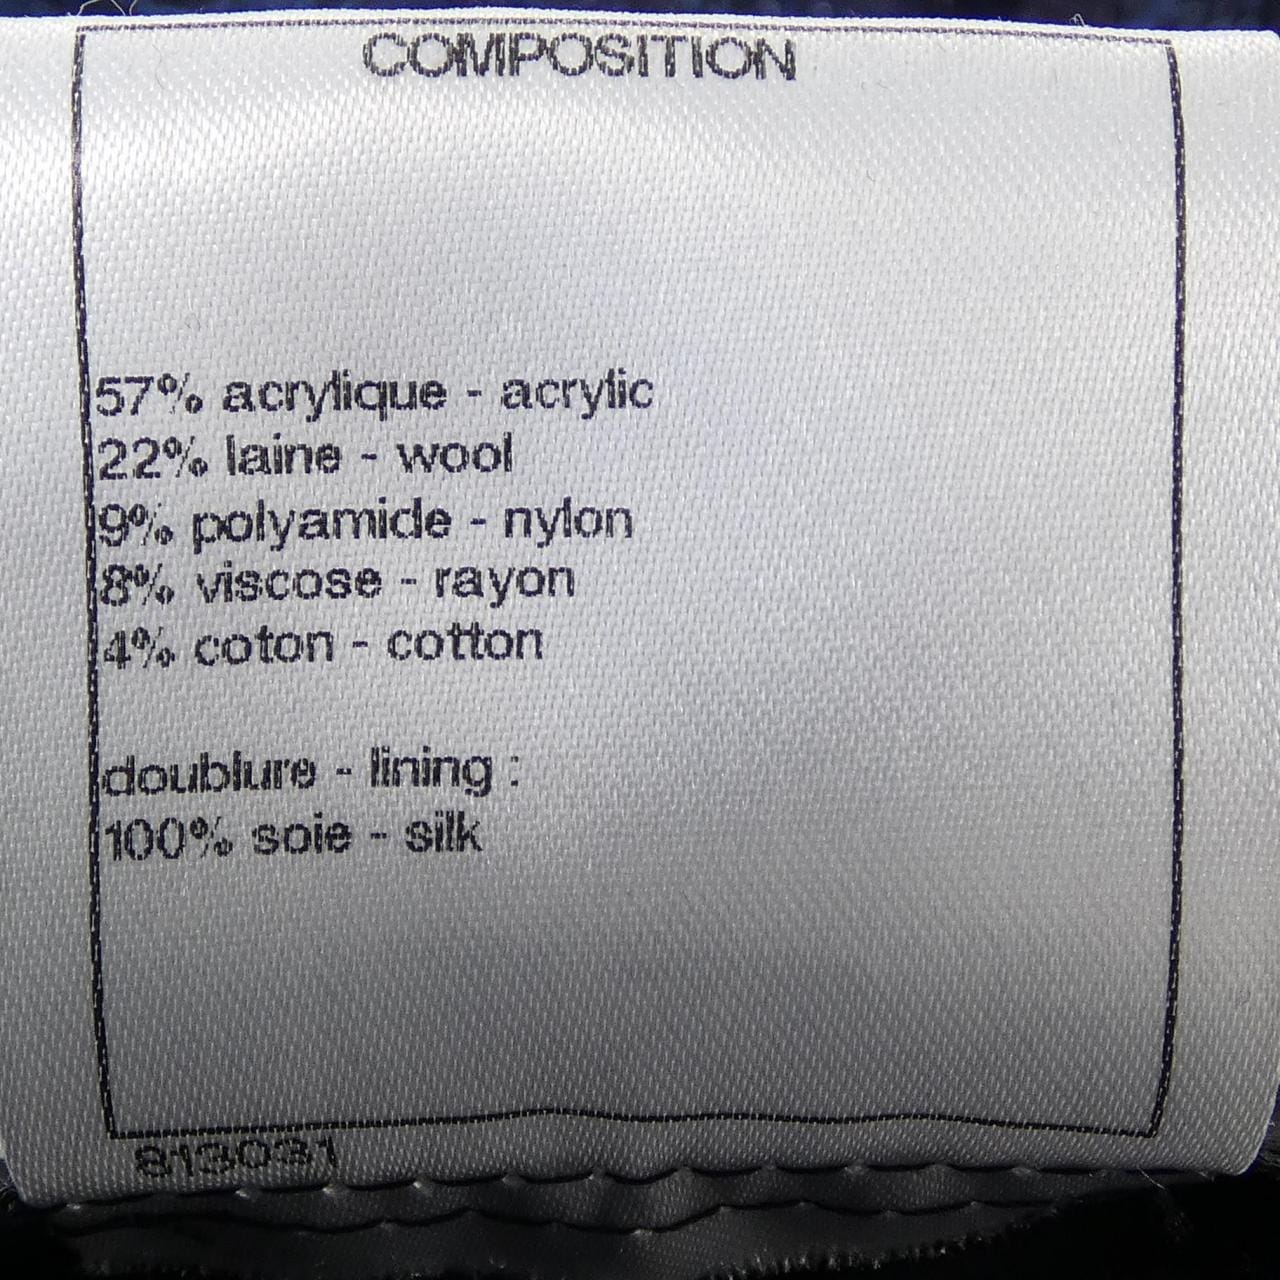 COMPOSITION
57% acrylique - acrylic
22% laine - wool
9% polyamide - nylon
8% viscose - rayon
4% coton - cotton
doublure - lining :
100% soie - silk
813031